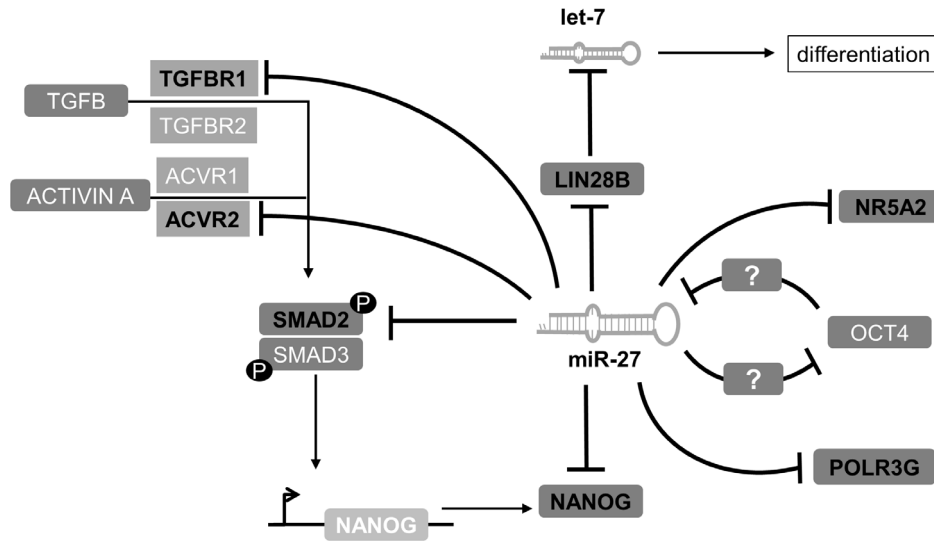 let-7
differentiation
TGFBR1
TGFB
TGFBR2
ACVR1
LIN28B
ACTIVIN A
ACVR2
NR5A2
?
P
SMAD2
OCT4
SMAD3
P
miR-27
?
POLR3G
NANOG
NANOG